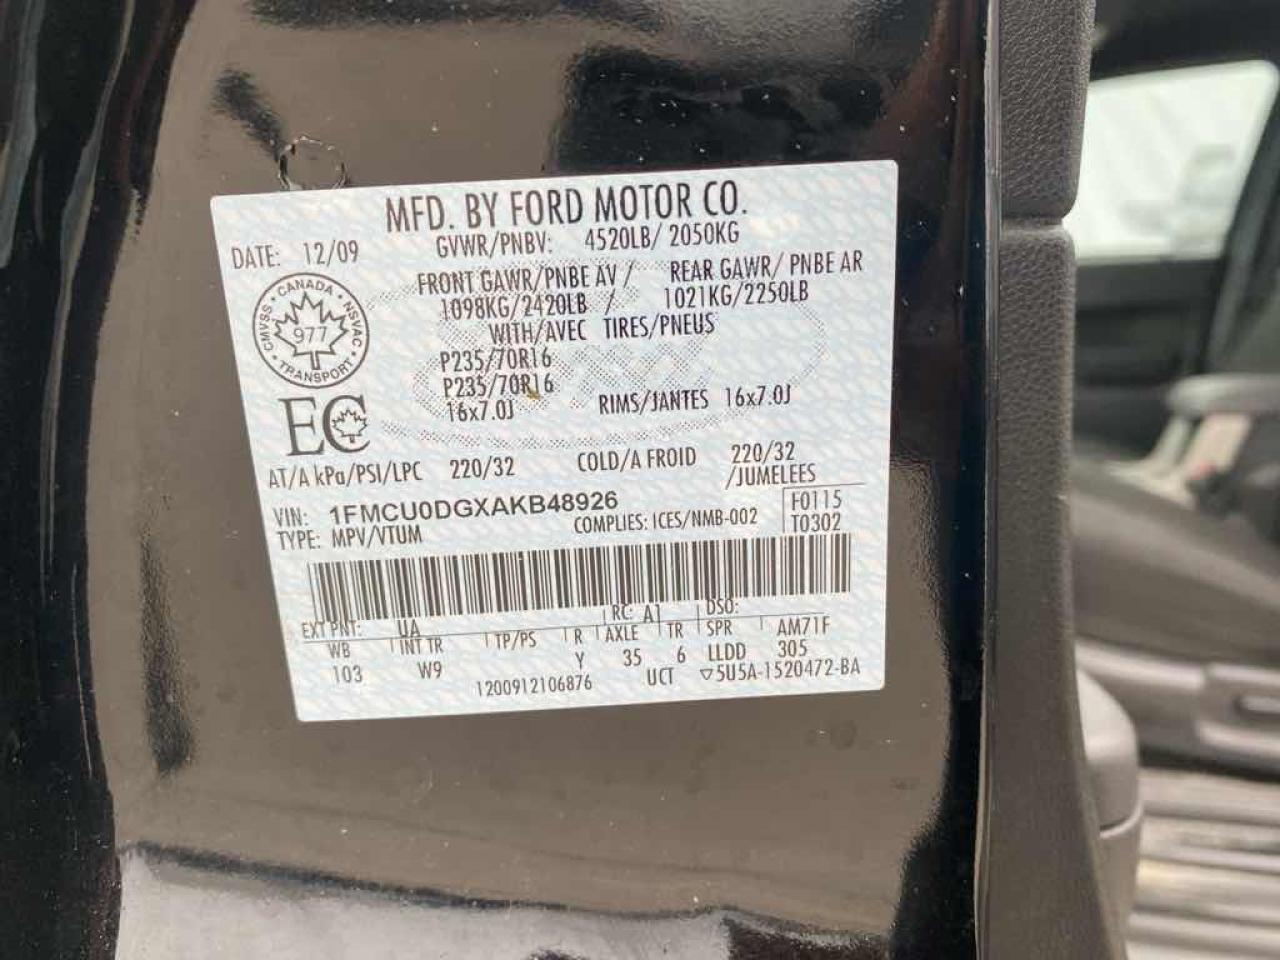 MFD. BY FORD MOTOR CO.
DATE: 12/09
GVWR/PNBV: 4520LB/ 2050KG
FRONT GAWR/PNBE AV / REAR GAWR/ PNBE AR
1098KG/2420LB / 1021KG/2250LB
WITH/AVEC TIRES/PNEUS
CANADA
CMVSS 977 NSVAC
TRANSPORT
P235/70R16
P235/70R16
16x7.0J RIMS/JANTES 16x7.0J
EC
AT/A kPa/PSI/LPC 220/32 COLD/A FROID 220/32
/JUMELEES
VIN: 1FMCU0DGXAKB48926 F0115
TYPE: MPV/VTUM COMPLIES: ICES/NMB-002 T0302
EXT PNT: UA RC: A1 DSO:
WB INT TR TP/PS R AXLE TR SPR AM71F
103 W9 Y 35 6 LLDD 305
1200912106876 UCT ▽5U5A-1520472-BA